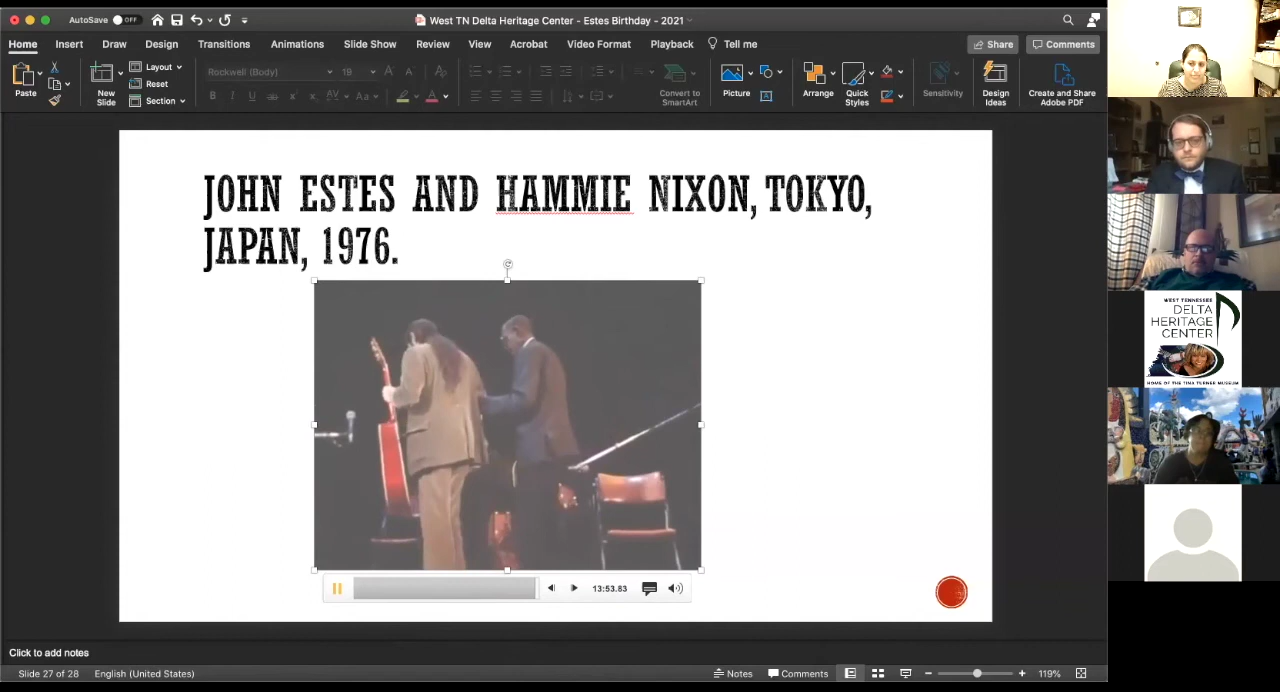 AutoSave OFF
West TN Delta Heritage Center - Estes Birthday - 2021
Home Insert Draw Design Transitions Animations Slide Show Review View Acrobat Video Format Playback Tell me
Share Comments
Paste
New
Slide
Layout
Reset
Section
Rockwell (Body) 19
Convert to
SmartArt
Picture
Arrange
Quick
Styles
Sensitivity
Design
Ideas
Create and Share
Adobe PDF
JOHN ESTES AND HAMMIE NIXON, TOKYO,
JAPAN, 1976.
13:53.83
Click to add notes
Slide 27 of 28 English (United States)
Notes Comments 119%
WEST TENNESSEE
DELTA
HERITAGE
CENTER
HOME OF THE TINA TURNER MUSEUM